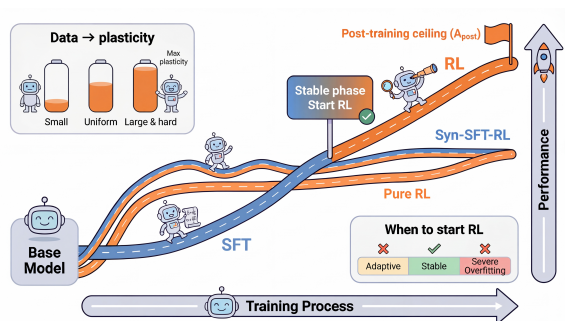 Data → plasticity
Max
plasticity
Small
Uniform
Large & hard
Post-training ceiling (Apost)
RL
Stable phase
Start RL
Syn-SFT-RL
Pure RL
SFT
Base
Model
When to start RL
Adaptive
Stable
Severe
Overfitting
Training Process
Performance